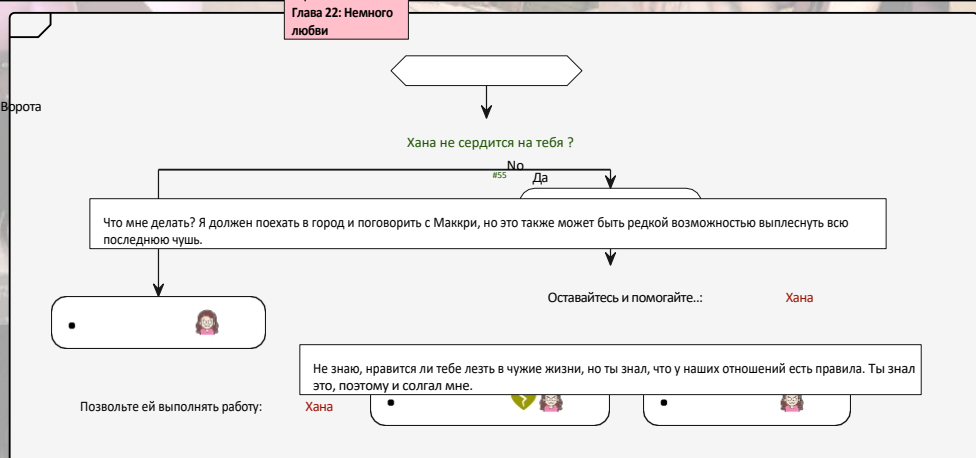 Глава 22: Немного
любви
Ворота
Хана не сердится на тебя ?
No
#55
Да
Что мне делать? Я должен поехать в город и поговорить с Маккри, но это также может быть редкой возможностью выплеснуть всю
последнюю чушь.
Оставайтесь и помогайте..: Хана
Не знаю, нравится ли тебе лезть в чужие жизни, но ты знал, что у наших отношений есть правила. Ты знал
это, поэтому и солгал мне.
Позвольте ей выполнять работу: Хана